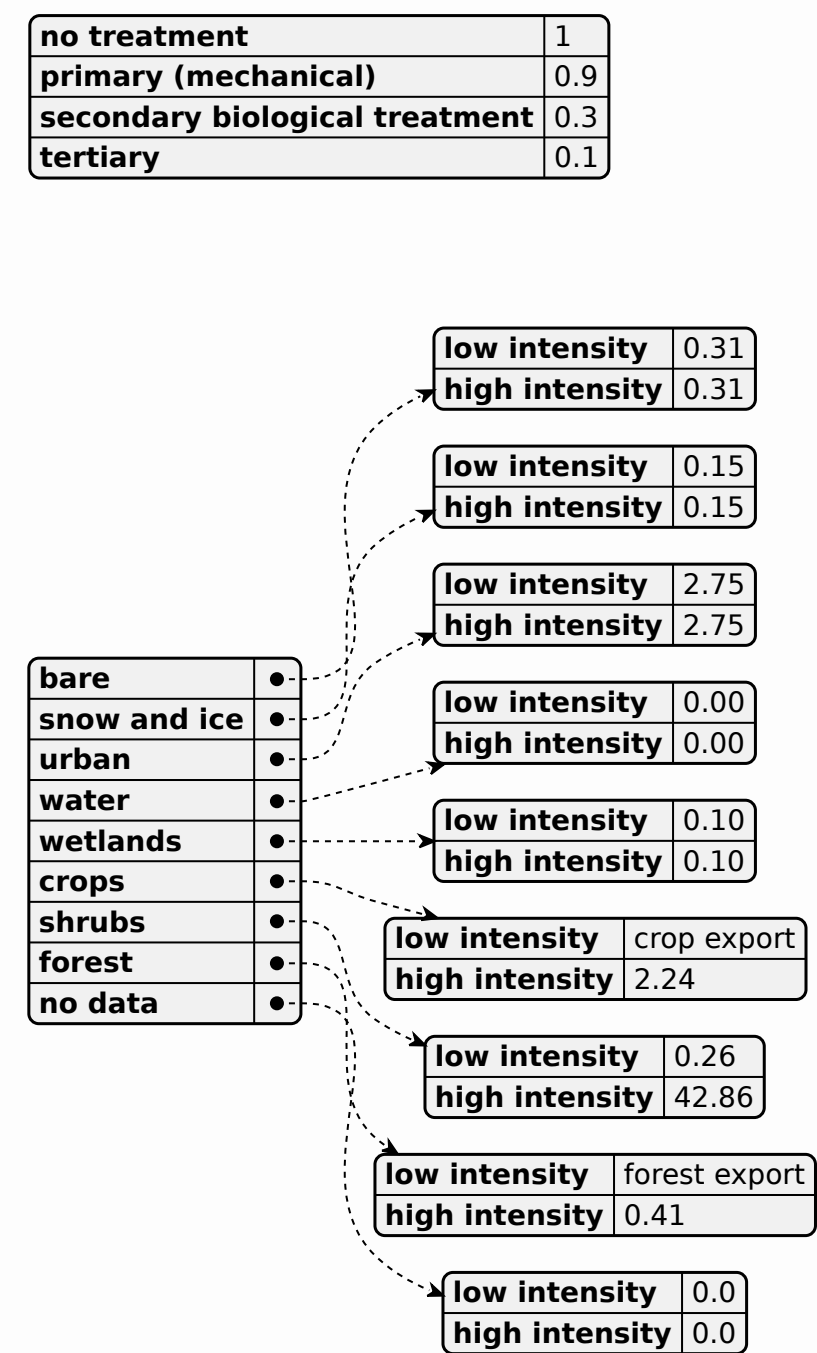 no treatment 1
primary (mechanical) 0.9
secondary biological treatment 0.3
tertiary 0.1
bare
snow and ice
urban
water
wetlands
crops
shrubs
forest
no data
low intensity 0.31
high intensity 0.31
low intensity 0.15
high intensity 0.15
low intensity 2.75
high intensity 2.75
low intensity 0.00
high intensity 0.00
low intensity 0.10
high intensity 0.10
low intensity crop export
high intensity 2.24
low intensity 0.26
high intensity 42.86
low intensity forest export
high intensity 0.41
low intensity 0.0
high intensity 0.0